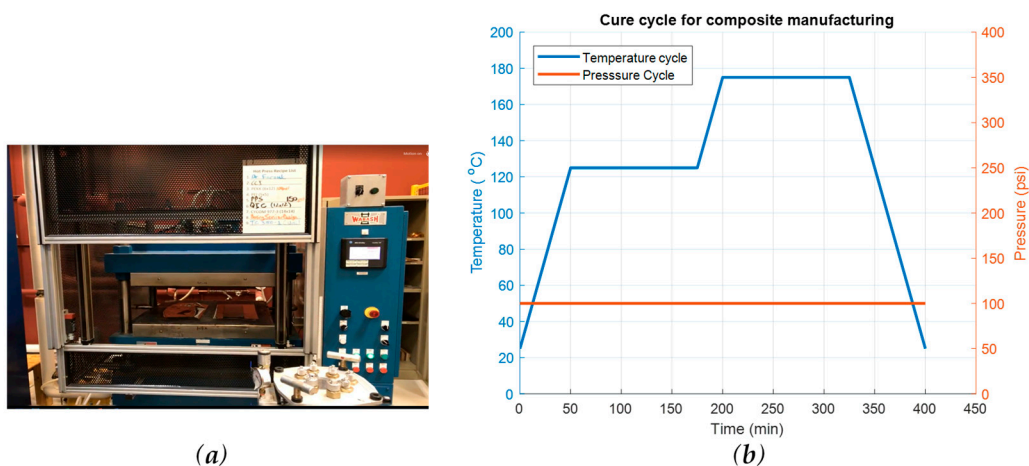 Cure cycle for composite manufacturing
Temperature cycle
Presssure Cycle
200
180
160
140
120
100
80
60
40
20
0
Temperature ( °C)
400
350
300
250
200
150
100
50
0
Pressure (psi)
0 50 100 150 200 250 300 350 400 450
Time (min)
PPS 150
WABASH
(a) (b)